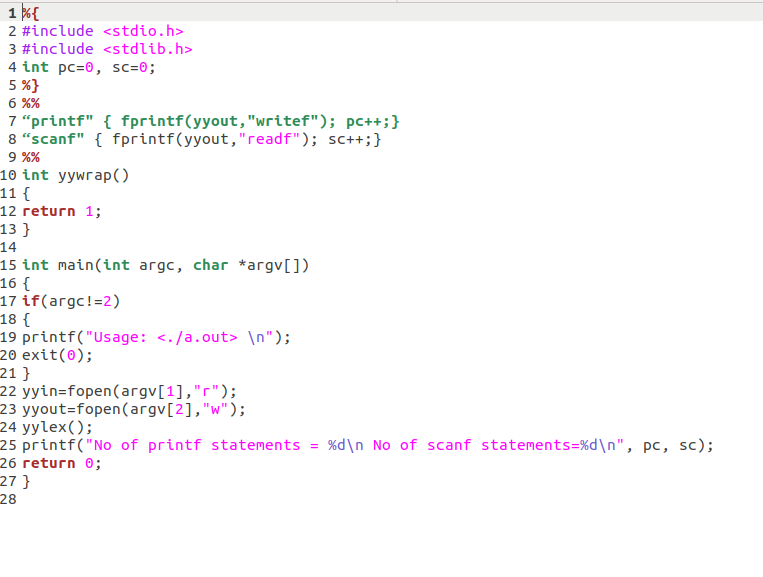 1 %{
2 #include <stdio.h>
3 #include <stdlib.h>
4 int pc=0, sc=0;
5 %}
6 %%
7 “printf" { fprintf(yyout,"writef"); pc++;}
8 “scanf" { fprintf(yyout,"readf"); sc++;}
9 %%
10 int yywrap()
11 {
12 return 1;
13 }
14
15 int main(int argc, char *argv[])
16 {
17 if(argc!=2)
18 {
19 printf("Usage: <./a.out> \n");
20 exit(0);
21 }
22 yyin=fopen(argv[1],"r");
23 yyout=fopen(argv[2],"w");
24 yylex();
25 printf("No of printf statements = %d\n No of scanf statements=%d\n", pc, sc);
26 return 0;
27 }
28